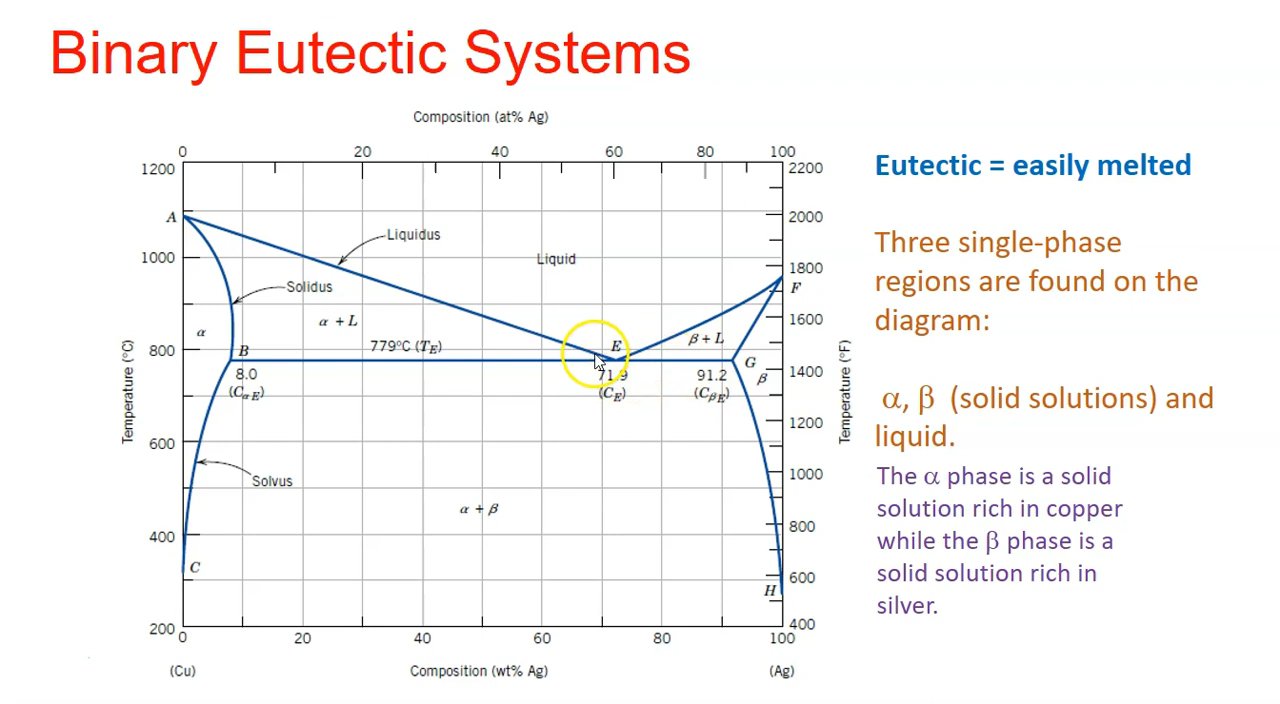 Binary Eutectic Systems
Composition (at% Ag)
0 20 40 60 80 100
1200 2200
A 2000
Liquidus
Liquid
1000 1800
Solidus F
α + L 1600
α
β + L
E
800 B 779°C (T_E) G 1400
8.0 71.9 91.2 β
(C_αE) (C_E) (C_βE)
Temperature (°C) Temperature (°F)
1200
600
Solvus 1000
α + β
400 800
C
H 600
200 400
0 20 40 60 80 100
(Cu) Composition (wt% Ag) (Ag)
Eutectic = easily melted
Three single-phase
regions are found on the
diagram:
α, β (solid solutions) and
liquid.
The α phase is a solid
solution rich in copper
while the β phase is a
solid solution rich in
silver.